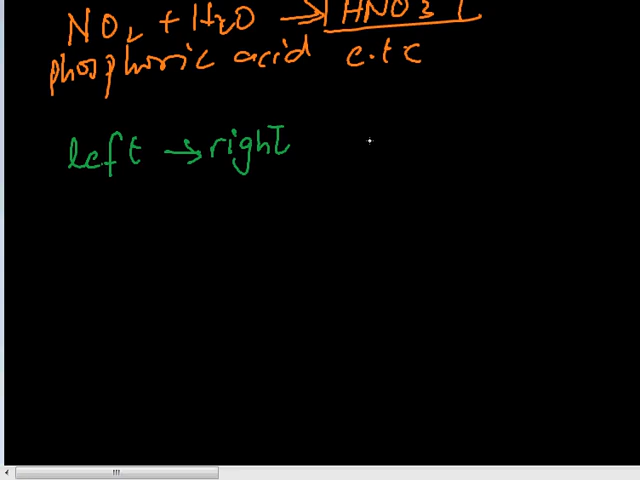 NO2 + H2O → HNO3
phosphoric acid e.t.c
left → right